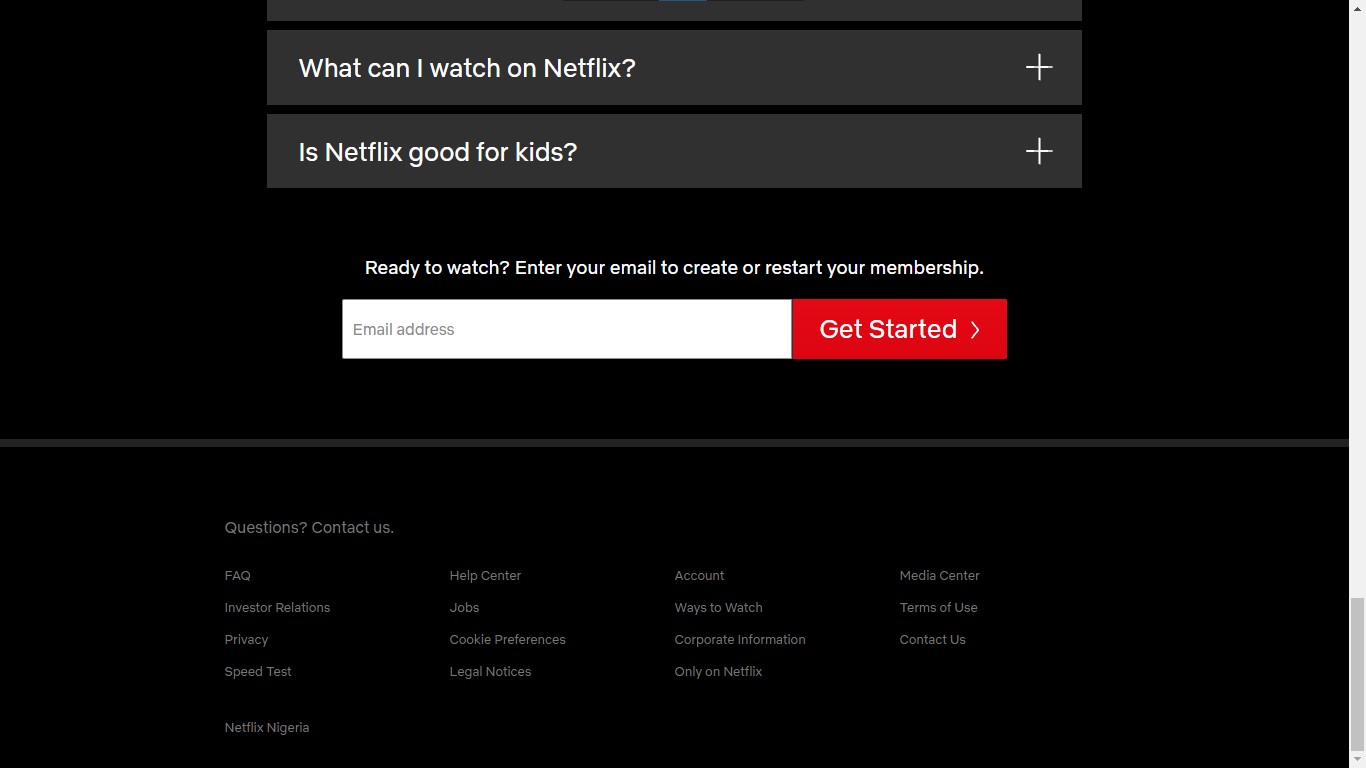 What can I watch on Netflix?
Is Netflix good for kids?
Ready to watch? Enter your email to create or restart your membership.
Email address
Get Started
Questions? Contact us.
FAQ
Help Center
Account
Media Center
Investor Relations
Jobs
Ways to Watch
Terms of Use
Privacy
Cookie Preferences
Corporate Information
Contact Us
Speed Test
Legal Notices
Only on Netflix
Netflix Nigeria